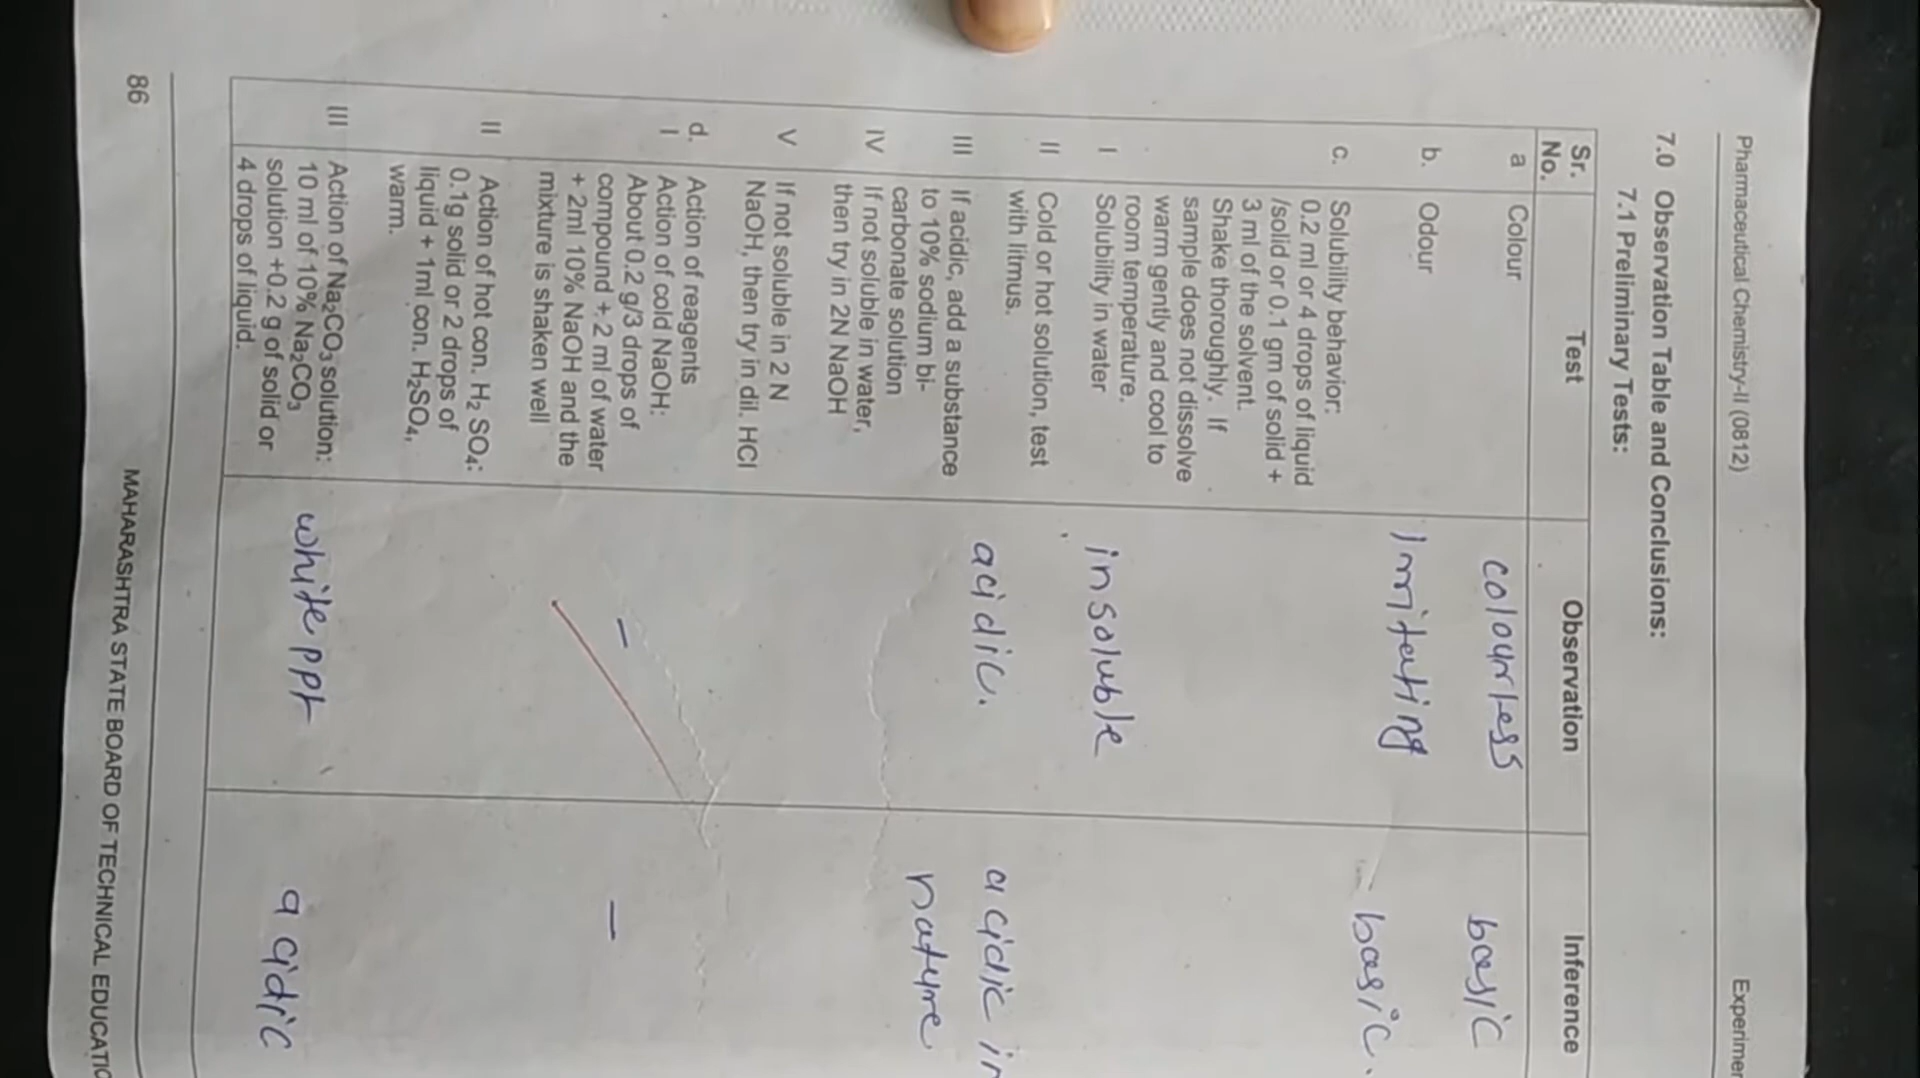 Pharmaceutical Chemistry-II (0812)
7.0 Observation Table and Conclusions:
7.1 Preliminary Tests:
Sr. No. Test Observation Inference
a Colour colourless basic
b. Odour Irritating basic.
c. Solubility behavior:
0.2 ml or 4 drops of liquid
/solid or 0.1 gm of solid +
3 ml of the solvent.
Shake thoroughly. If
sample does not dissolve
warm gently and cool to
room temperature.
I Solubility in water insoluble
II Cold or hot solution, test
with litmus.
III If acidic, add a substance acidic. acidic in
to 10% sodium bi- nature
carbonate solution
IV If not soluble in water,
then try in 2N NaOH
V If not soluble in 2 N
NaOH, then try in dil. HCl
d. Action of reagents
I Action of cold NaOH:
About 0.2 g/3 drops of
compound + 2 ml of water – –
+ 2ml 10% NaOH and the
mixture is shaken well
II Action of hot con. H₂ SO₄:
0.1g solid or 2 drops of
liquid + 1ml con. H₂SO₄,
warm.
III Action of Na₂CO₃ solution:
10 ml of 10% Na₂CO₃ white ppt acidic
solution +0.2 g of solid or
4 drops of liquid.
86
MAHARASHTRA STATE BOARD OF TECHNICAL